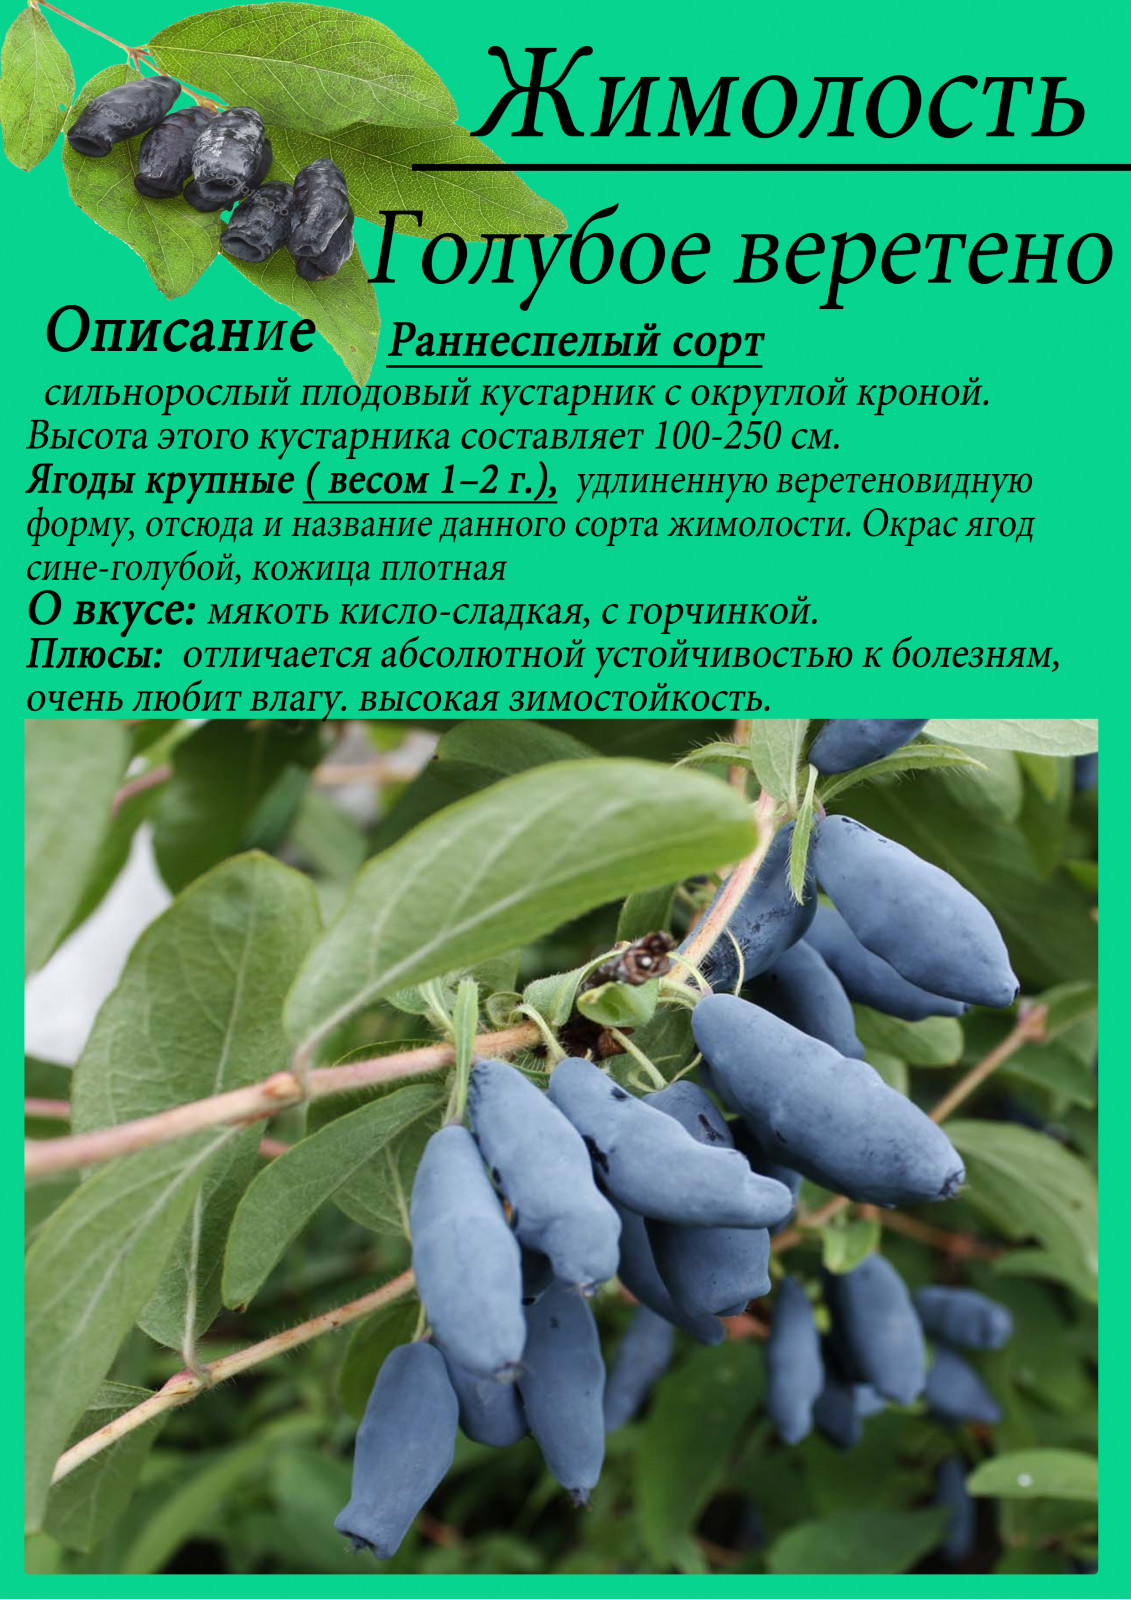 Жимолость
Голубое веретено
Описание
Раннеспелый сорт
сильнорослый плодовый кустарник с округлой кроной.
Высота этого кустарника составляет 100-250 см.
Ягоды крупные ( весом 1–2 г.), удлиненную веретеновидную
форму, отсюда и название данного сорта жимолости. Окрас ягод
сине-голубой, кожица плотная
О вкусе: мякоть кисло-сладкая, с горчинкой.
Плюсы: отличается абсолютной устойчивостью к болезням,
очень любит влагу. высокая зимостойкость.